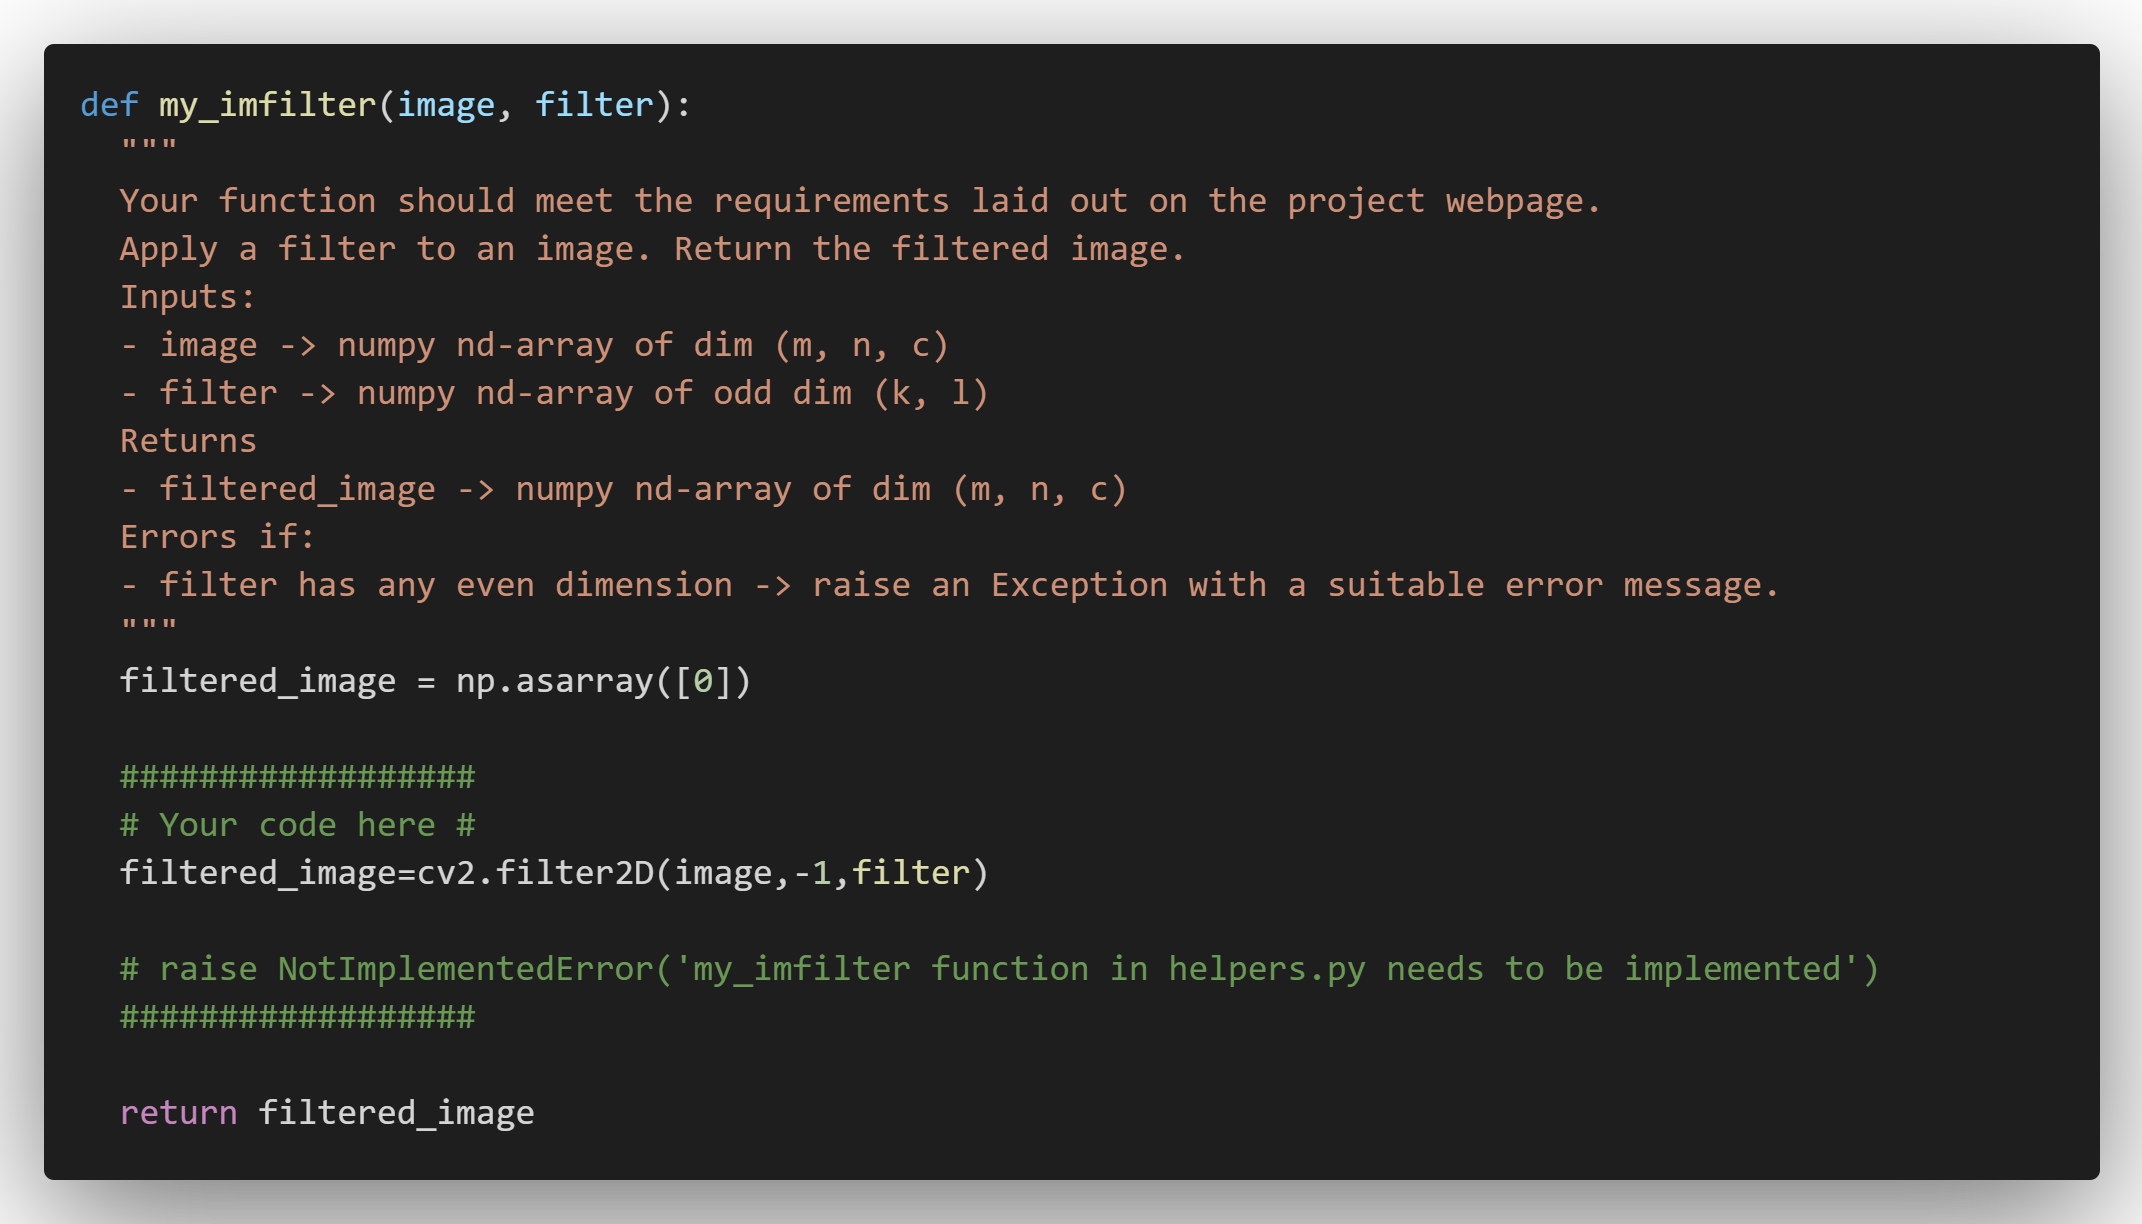 def my_imfilter(image, filter):
"""
Your function should meet the requirements laid out on the project webpage.
Apply a filter to an image. Return the filtered image.
Inputs:
- image -> numpy nd-array of dim (m, n, c)
- filter -> numpy nd-array of odd dim (k, l)
Returns
- filtered_image -> numpy nd-array of dim (m, n, c)
Errors if:
- filter has any even dimension -> raise an Exception with a suitable error message.
"""
filtered_image = np.asarray([0])
##################
# Your code here #
filtered_image=cv2.filter2D(image,-1,filter)
# raise NotImplementedError('my_imfilter function in helpers.py needs to be implemented')
##################
return filtered_image